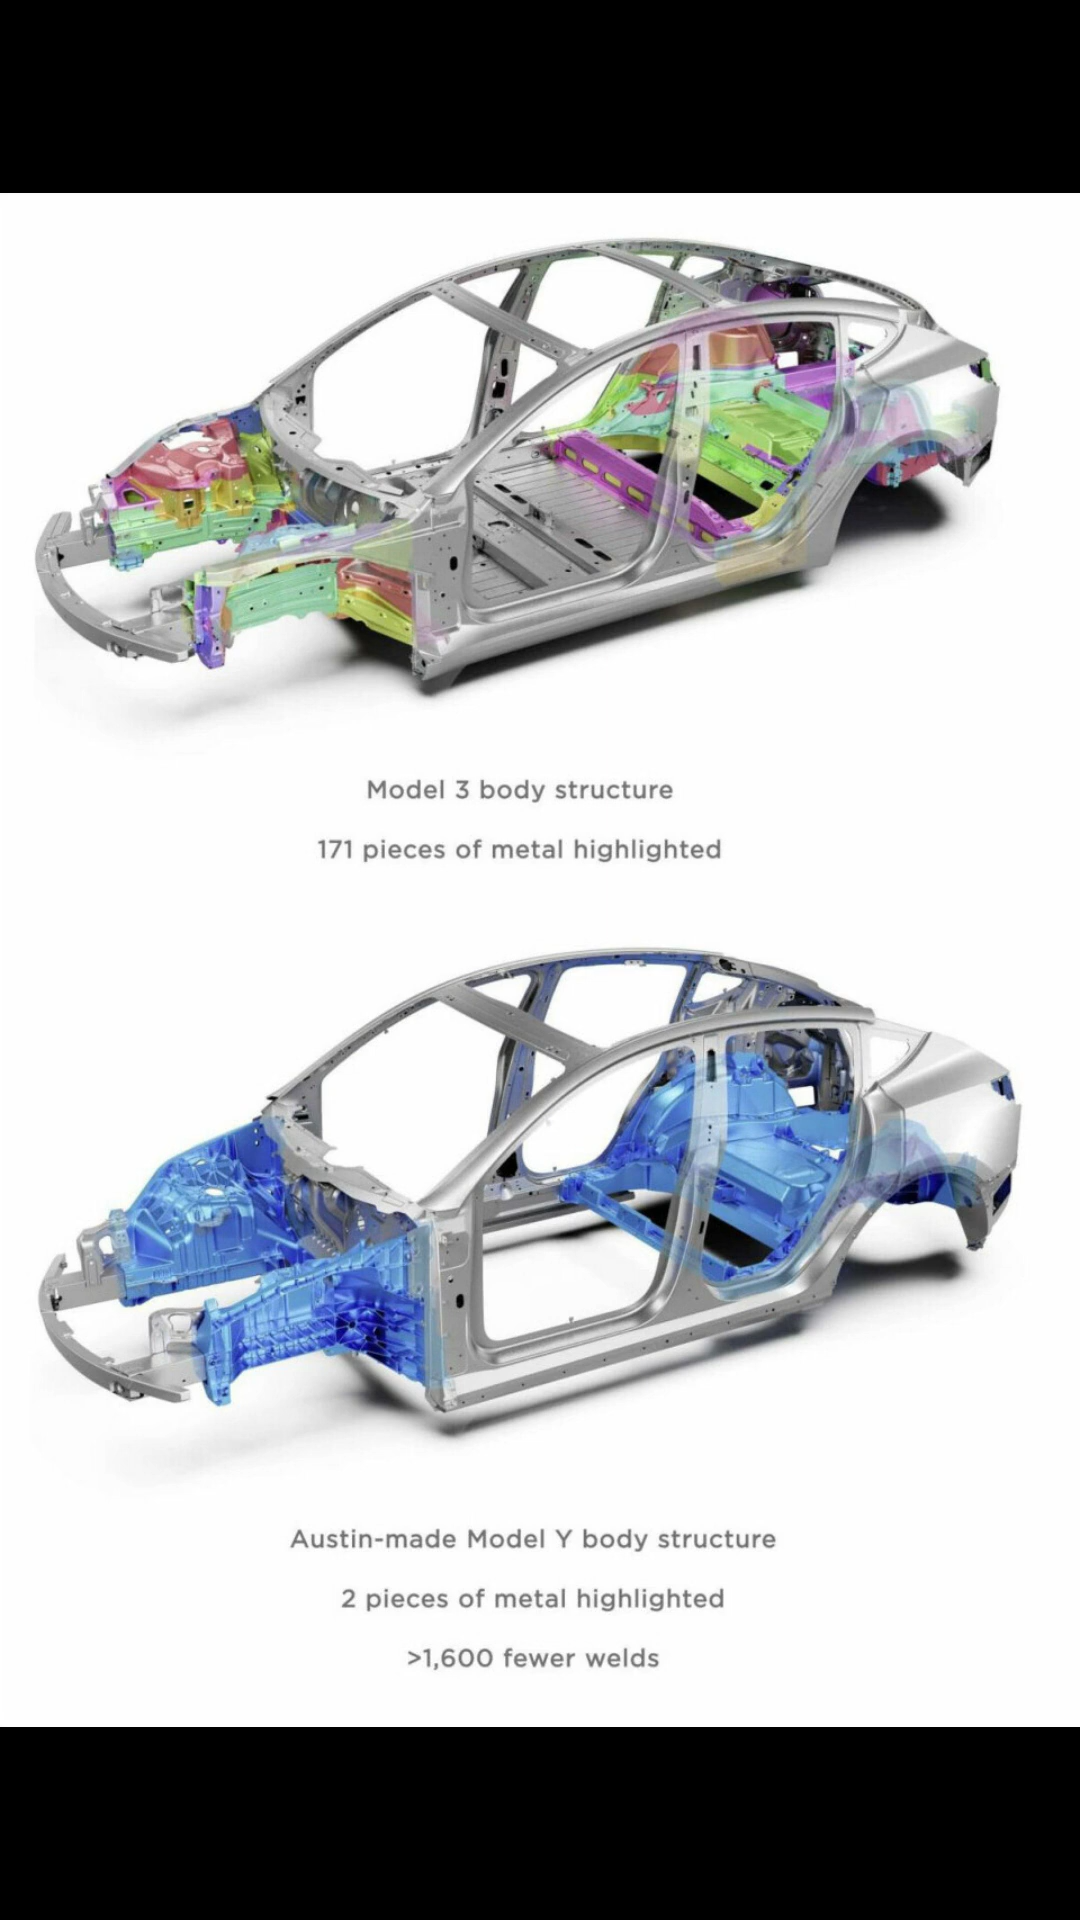 Model 3 body structure
171 pieces of metal highlighted
Austin-made Model Y body structure
2 pieces of metal highlighted
>1,600 fewer welds